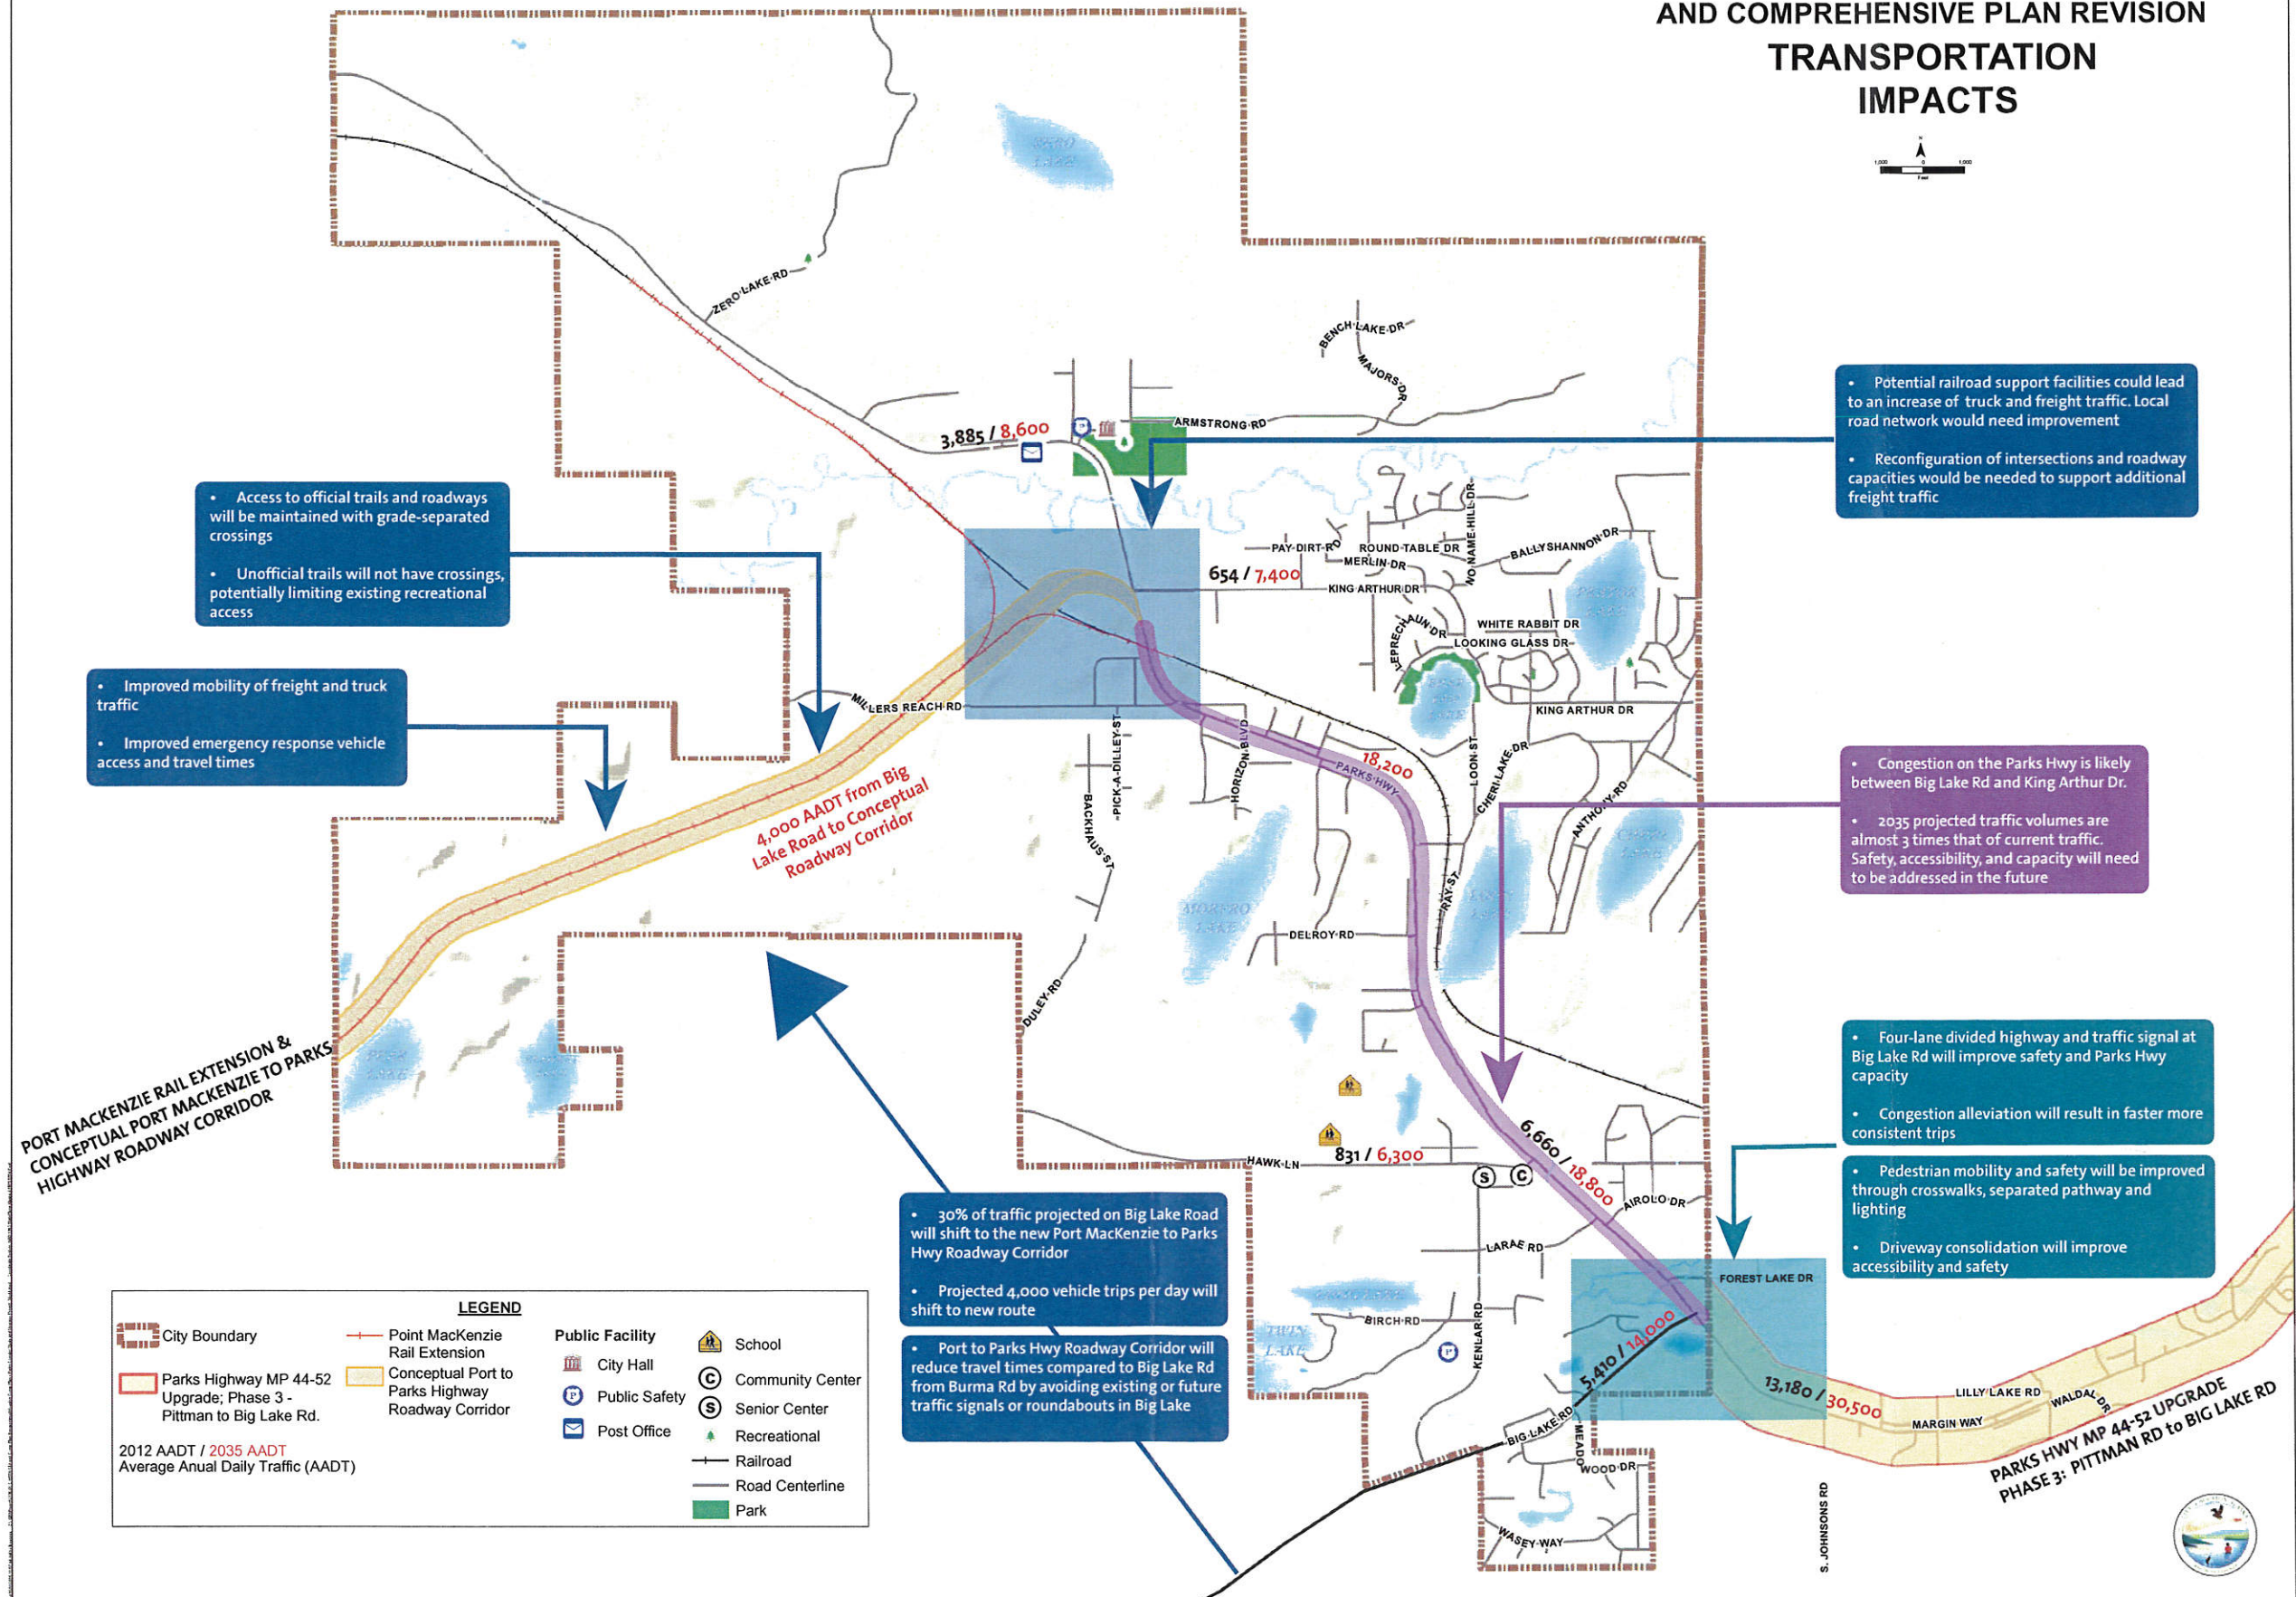 AND COMPREHENSIVE PLAN REVISION
TRANSPORTATION
IMPACTS
N
1,000 0 1,000
Feet
ZERO LAKE
ZERO LAKE RD
BENCH LAKE DR
MAJORS DR
ARMSTRONG RD
3,885 / 8,600
• Potential railroad support facilities could lead
to an increase of truck and freight traffic. Local
road network would need improvement
• Reconfiguration of intersections and roadway
capacities would be needed to support additional
freight traffic
• Access to official trails and roadways
will be maintained with grade-separated
crossings
• Unofficial trails will not have crossings,
potentially limiting existing recreational
access
PAY DIRT RD
ROUND TABLE DR
MERLIN DR
NO NAME HILL DR
BALLYSHANNON DR
654 / 7,400
KING ARTHUR DR
LEPRECHAUN DR
WHITE RABBIT DR
LOOKING GLASS DR
KING ARTHUR DR
• Improved mobility of freight and truck
traffic
• Improved emergency response vehicle
access and travel times
MILLERS REACH RD
PICK-A-DILLEY ST
BACKHAUS ST
HORIZON BLVD
18,200
PARKS HWY
LOON ST
CHERI LAKE DR
ANTHONY RD
RAY ST
4,000 AADT from Big
Lake Road to Conceptual
Roadway Corridor
• Congestion on the Parks Hwy is likely
between Big Lake Rd and King Arthur Dr.
• 2035 projected traffic volumes are
almost 3 times that of current traffic.
Safety, accessibility, and capacity will need
to be addressed in the future
MORVRO
LAKE
DELROY RD
DULEY RD
PORT MACKENZIE RAIL EXTENSION &
CONCEPTUAL PORT MACKENZIE TO PARKS
HIGHWAY ROADWAY CORRIDOR
• Four-lane divided highway and traffic signal at
Big Lake Rd will improve safety and Parks Hwy
capacity
• Congestion alleviation will result in faster more
consistent trips
• Pedestrian mobility and safety will be improved
through crosswalks, separated pathway and
lighting
• Driveway consolidation will improve
accessibility and safety
HAWK LN
831 / 6,300
S
C
6,660 / 18,800
AIROLO DR
LARAE RD
• 30% of traffic projected on Big Lake Road
will shift to the new Port MacKenzie to Parks
Hwy Roadway Corridor
• Projected 4,000 vehicle trips per day will
shift to new route
• Port to Parks Hwy Roadway Corridor will
reduce travel times compared to Big Lake Rd
from Burma Rd by avoiding existing or future
traffic signals or roundabouts in Big Lake
FOREST LAKE DR
BIRCH RD
TWIN
LAKE
KENLAR RD
P
5,410 / 14,000
13,180 / 30,500
BIG LAKE RD
MEADO
WOOD DR
WASEY WAY
LILLY LAKE RD
WALDAL DR
MARGIN WAY
S. JOHNSONS RD
PARKS HWY MP 44-52 UPGRADE
PHASE 3: PITTMAN RD to BIG LAKE RD
LEGEND
City Boundary
Parks Highway MP 44-52
Upgrade; Phase 3 -
Pittman to Big Lake Rd.
2012 AADT / 2035 AADT
Average Anual Daily Traffic (AADT)
Point MacKenzie
Rail Extension
Conceptual Port to
Parks Highway
Roadway Corridor
Public Facility
City Hall
P Public Safety
Post Office
School
C Community Center
S Senior Center
Recreational
Railroad
Road Centerline
Park